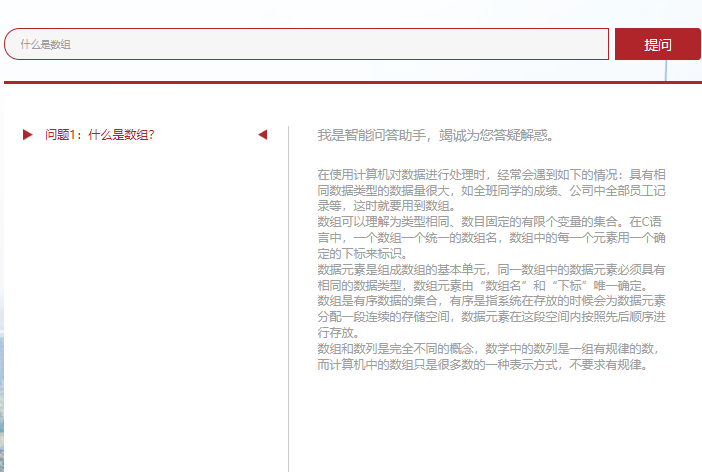 什么是数组
提问
问题1：什么是数组?
我是智能问答助手，竭诚为您答疑解惑。
在使用计算机对数据进行处理时，经常会遇到如下的情况：具有相
同数据类型的数据量很大，如全班同学的成绩、公司中全部员工记
录等，这时就要用到数组。
数组可以理解为类型相同、数目固定的有限个变量的集合。在C语
言中，一个数组一个统一的数组名，数组中的每一个元素用一个确
定的下标来标识。
数据元素是组成数组的基本单元，同一数组中的数据元素必须具有
相同的数据类型，数组元素由“数组名”和“下标”唯一确定。
数组是有序数据的集合，有序是指系统在存放的时候会为数据元素
分配一段连续的存储空间，数据元素在这段空间内按照先后顺序进
行存放。
数组和数列是完全不同的概念，数学中的数列是一组有规律的数，
而计算机中的数组只是很多数的一种表示方式，不要求有规律。